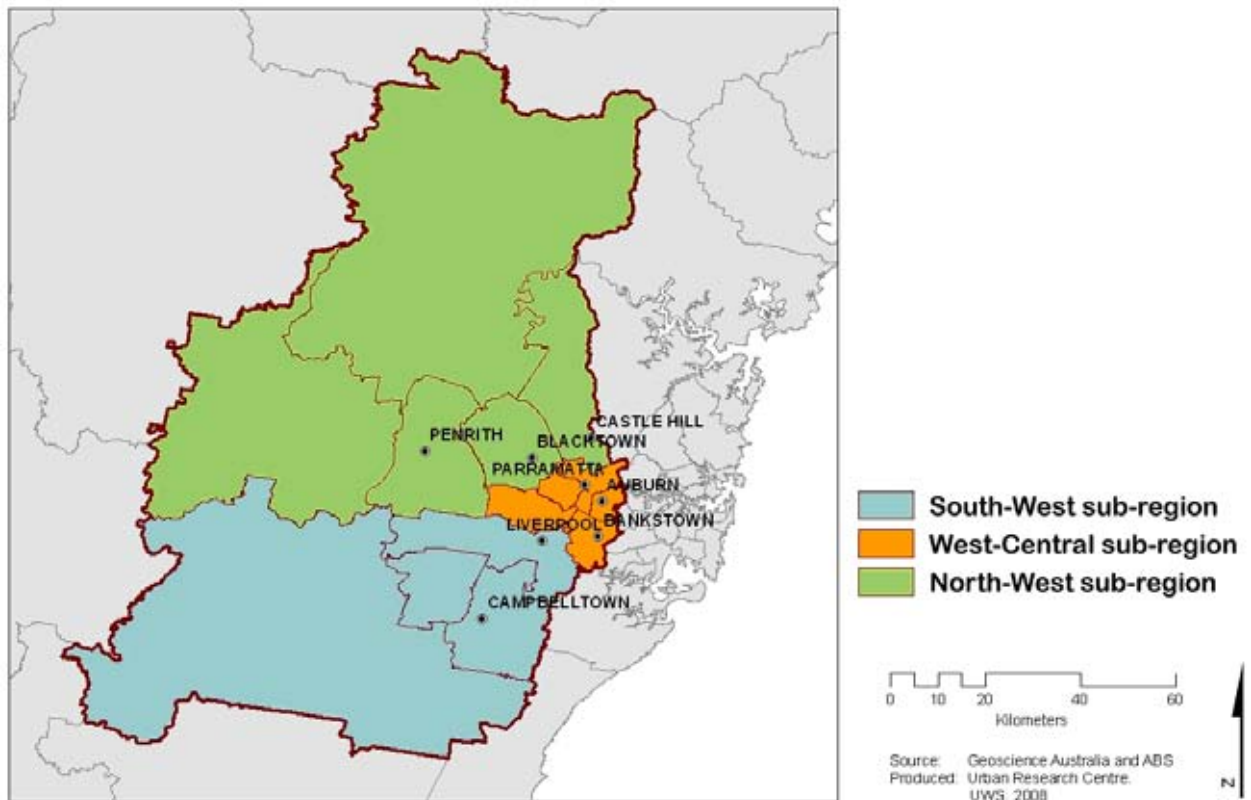 CASTLE HILL
PENRITH
BLACKTOWN
PARRAMATTA
AUBURN
LIVERPOOL
BANKSTOWN
CAMPBELLTOWN
South-West sub-region
West-Central sub-region
North-West sub-region
0 10 20 40 60
Kilometers
Source: Geoscience Australia and ABS
Produced: Urban Research Centre.
UWS 2008
N